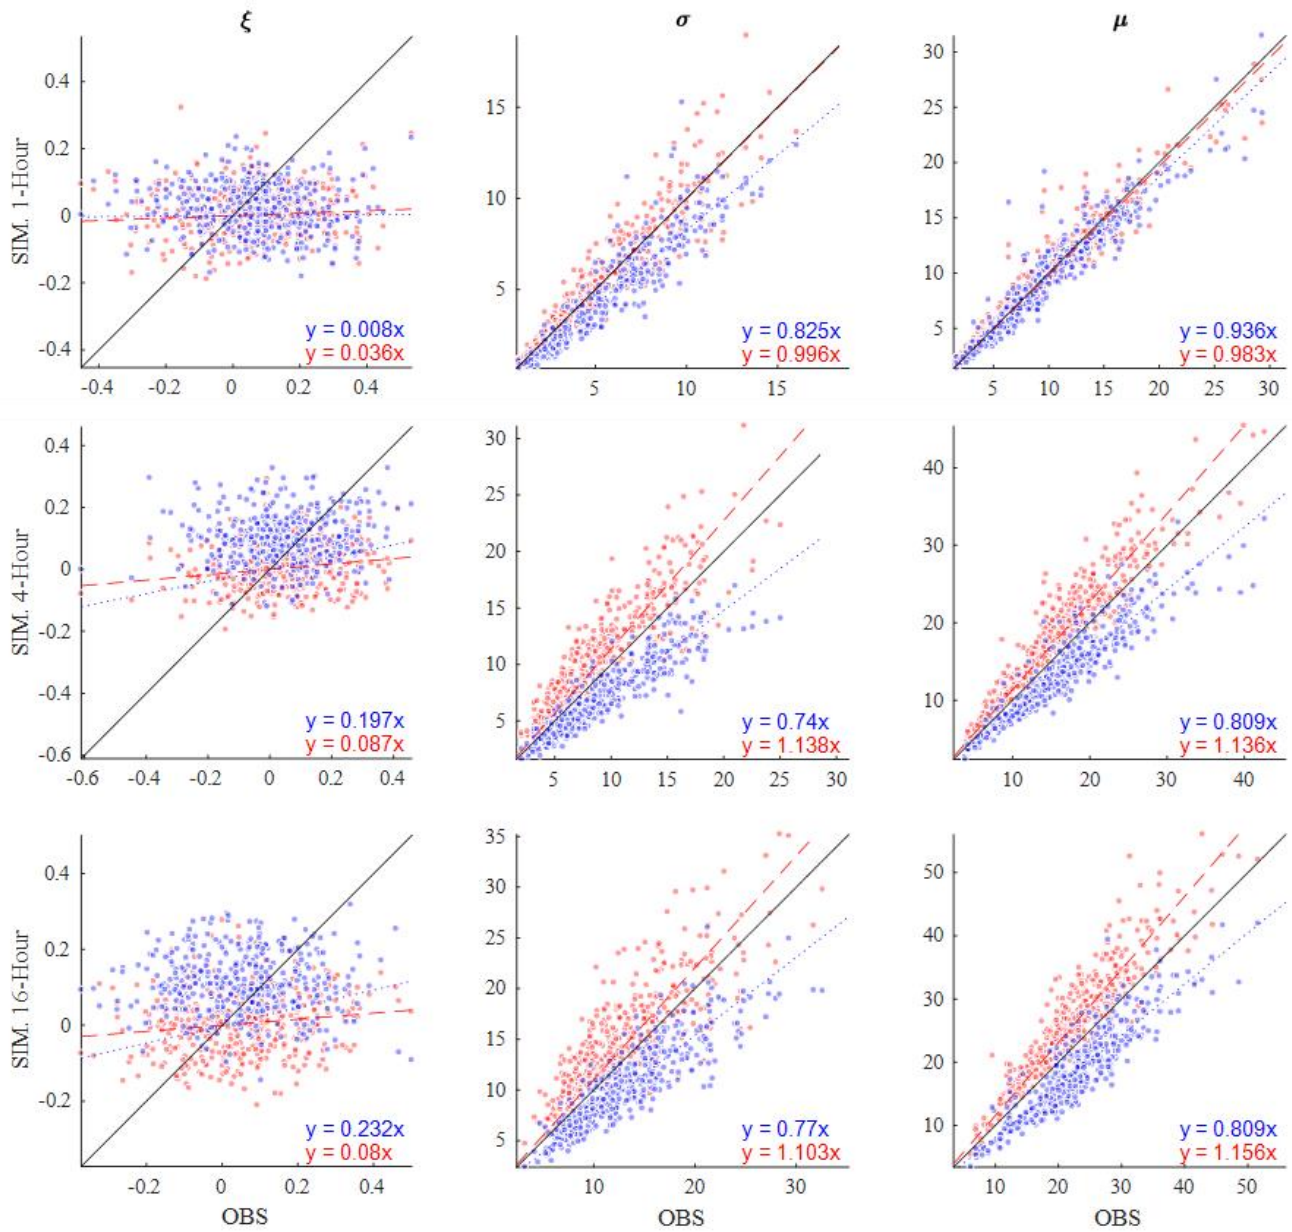 ξ
σ
μ
SIM. 1-Hour
0.4
0.2
0
-0.2
-0.4
-0.4 -0.2 0 0.2 0.4
y = 0.008x
y = 0.036x
15
10
5
5 10 15
y = 0.825x
y = 0.996x
30
25
20
15
10
5
5 10 15 20 25 30
y = 0.936x
y = 0.983x
SIM. 4-Hour
0.4
0.2
0
-0.2
-0.4
-0.6
-0.6 -0.4 -0.2 0 0.2 0.4
y = 0.197x
y = 0.087x
30
25
20
15
10
5
5 10 15 20 25 30
y = 0.74x
y = 1.138x
40
30
20
10
10 20 30 40
y = 0.809x
y = 1.136x
SIM. 16-Hour
0.4
0.2
0
-0.2
-0.2 0 0.2 0.4
y = 0.232x
y = 0.08x
OBS
35
30
25
20
15
10
5
10 20 30
y = 0.77x
y = 1.103x
OBS
50
40
30
20
10
10 20 30 40 50
y = 0.809x
y = 1.156x
OBS